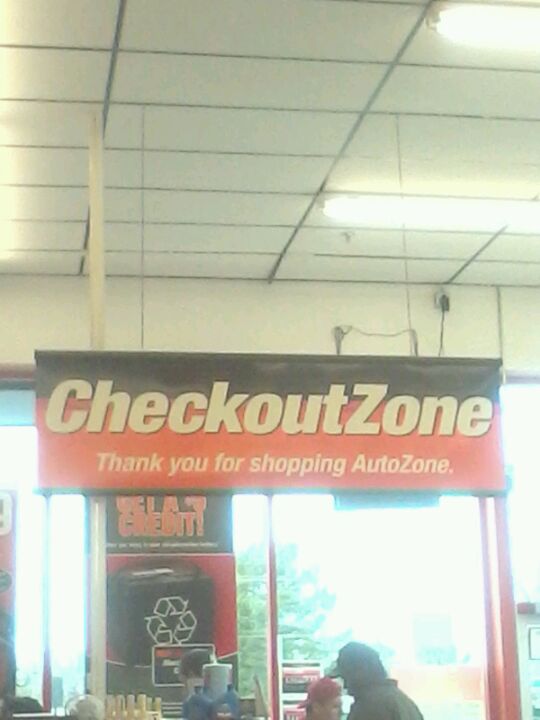 CheckoutZone
Thank you for shopping AutoZone.
CREDIT!